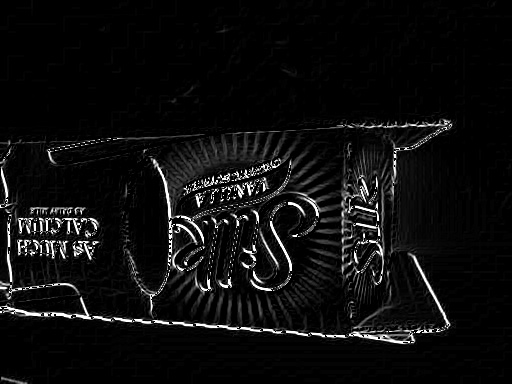 Silk
VANILLA
Silk
AS MUCH
CALCIUM
AS DAIRY MILK